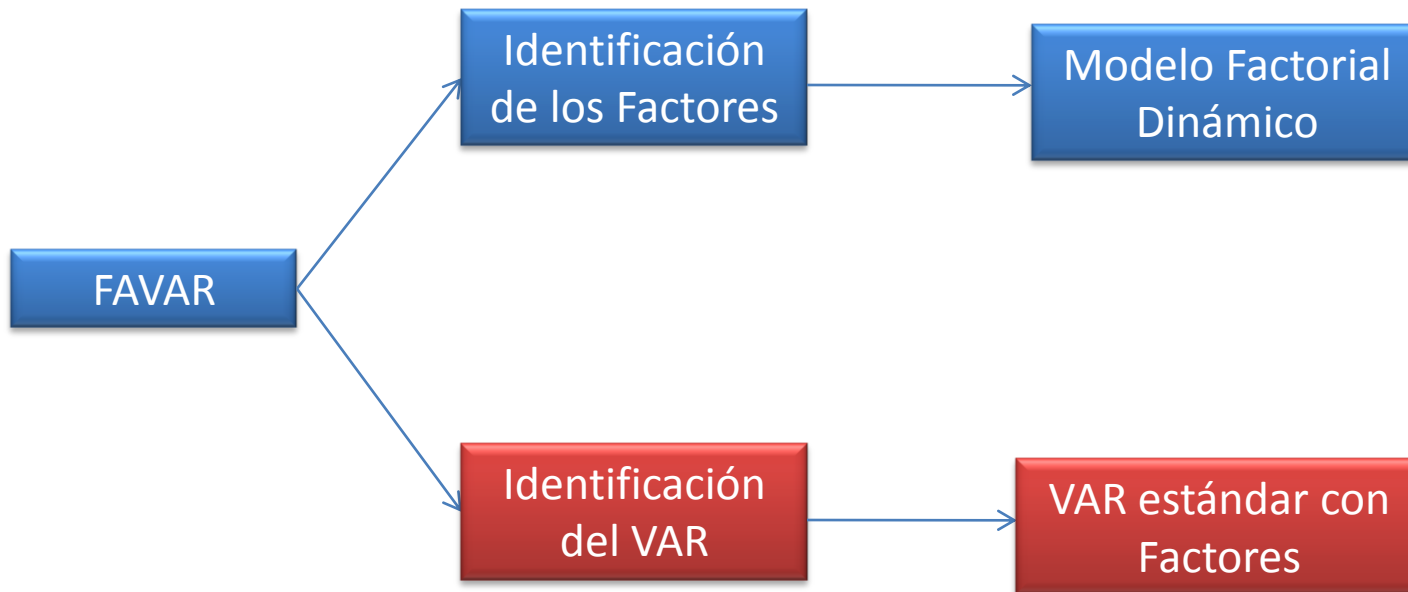 Identificación
de los Factores
Modelo Factorial
Dinámico
FAVAR
Identificación
del VAR
VAR estándar con
Factores